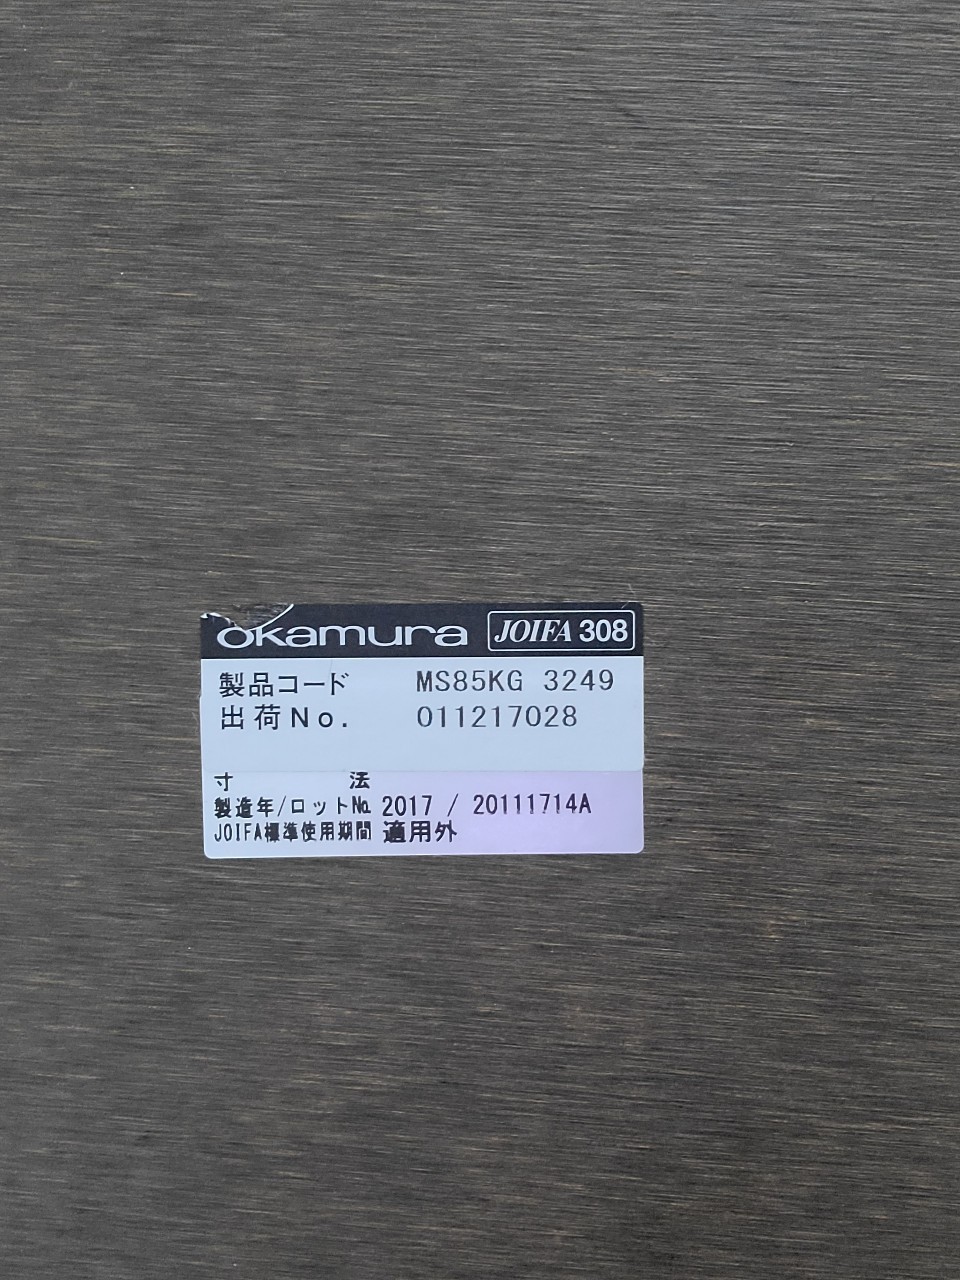 okamura JOIFA 308
製品コード MS85KG 3249
出荷No. 011217028
寸法
製造年/ロット№ 2017 / 20111714A
JOIFA標準使用期間 適用外